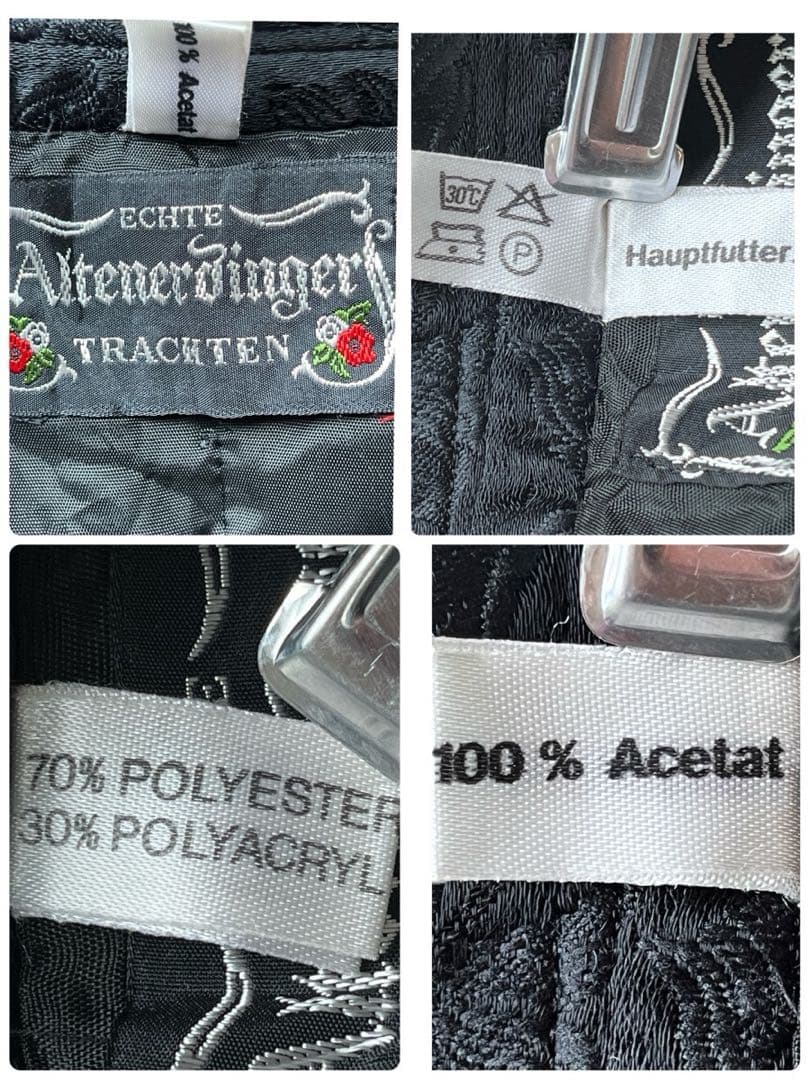 100 % Acetat
ECHTE
Altenerdinger
TRACHTEN
30°C
P
Hauptfutter
70% POLYESTER
30% POLYACRYL
100 % Acetat